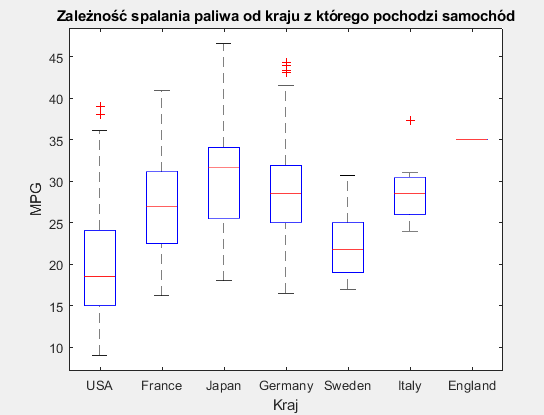 Zależność spalania paliwa od kraju z którego pochodzi samochód
MPG
45
40
35
30
25
20
15
10
USA France Japan Germany Sweden Italy England
Kraj